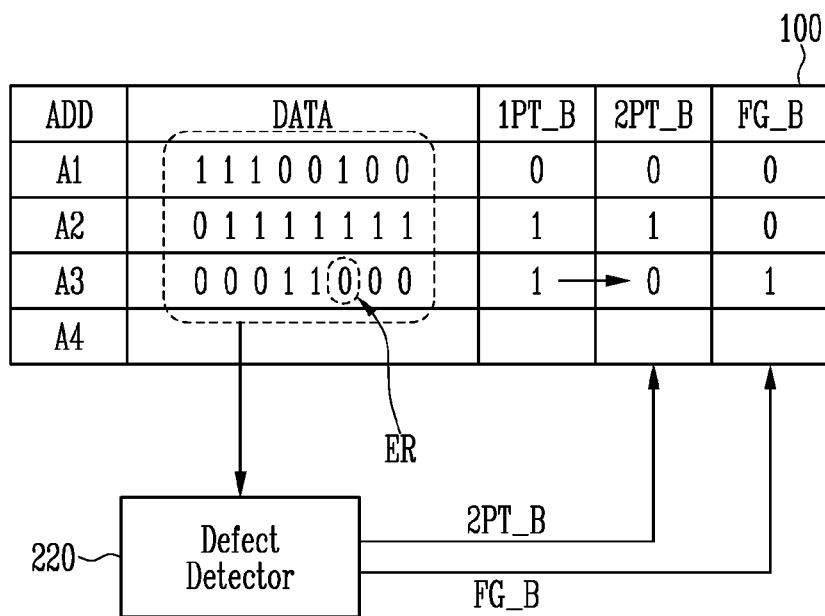 100
ADD DATA 1PT_B 2PT_B FG_B
A1 1 1 1 0 0 1 0 0 0 0 0
A2 0 1 1 1 1 1 1 1 1 1 0
A3 0 0 0 1 1 0 0 0 1 0 1
A4
ER
2PT_B
220 Defect
Detector
FG_B